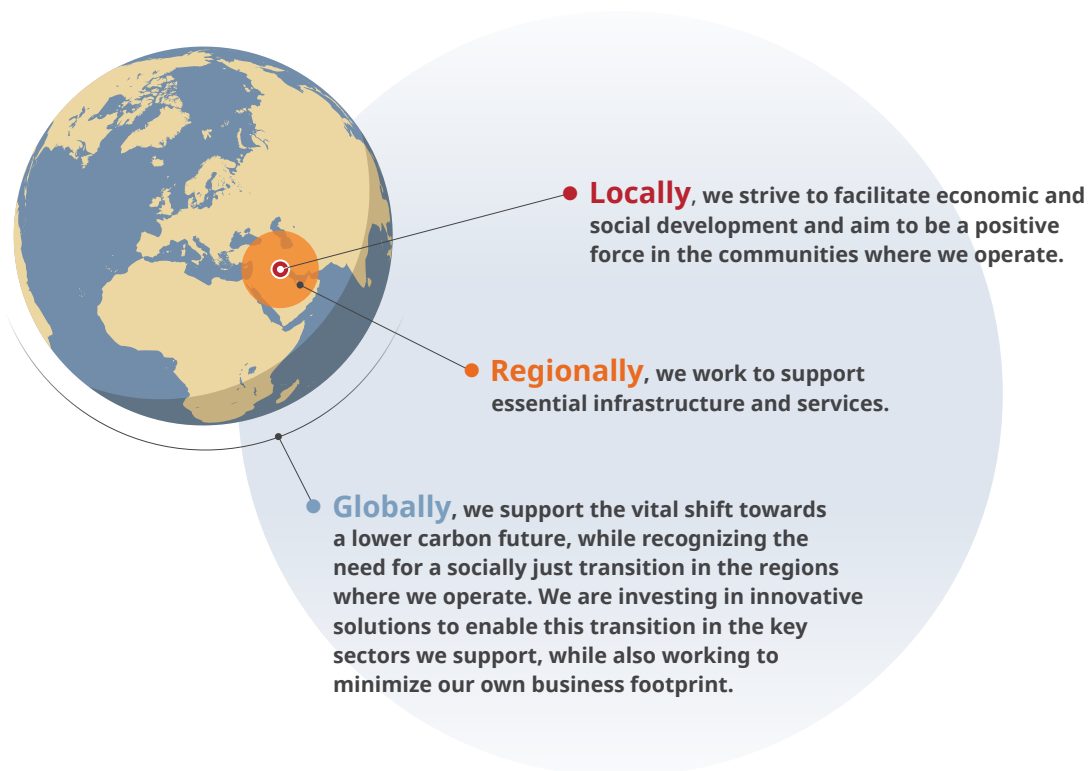 Locally, we strive to facilitate economic and
social development and aim to be a positive
force in the communities where we operate.
Regionally, we work to support
essential infrastructure and services.
Globally, we support the vital shift towards
a lower carbon future, while recognizing the
need for a socially just transition in the regions
where we operate. We are investing in innovative
solutions to enable this transition in the key
sectors we support, while also working to
minimize our own business footprint.